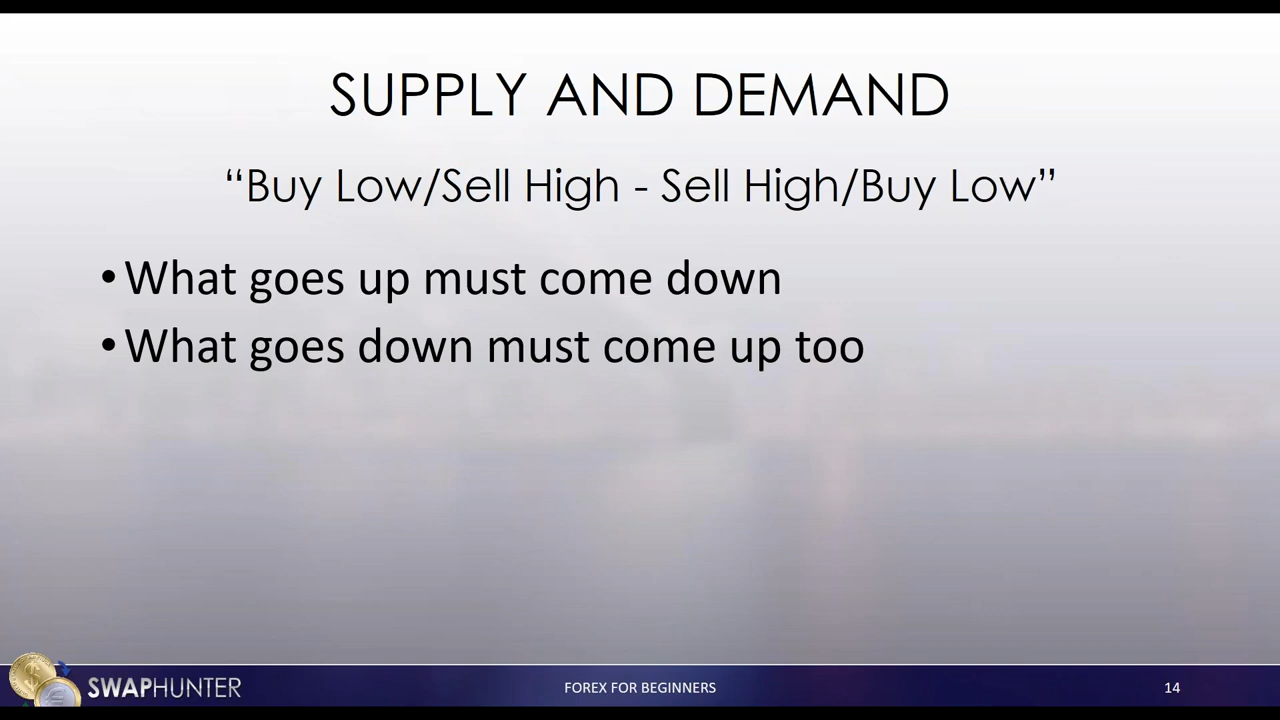 SUPPLY AND DEMAND
“Buy Low/Sell High - Sell High/Buy Low”
•What goes up must come down
•What goes down must come up too
SWAPHUNTER
FOREX FOR BEGINNERS
14